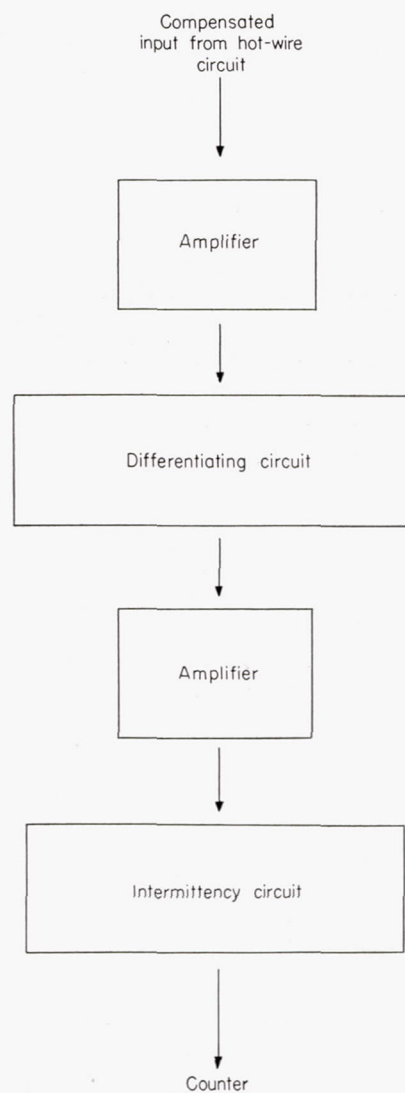 Compensated
input from hot-wire
circuit
Amplifier
Differentiating circuit
Amplifier
Intermittency circuit
Counter